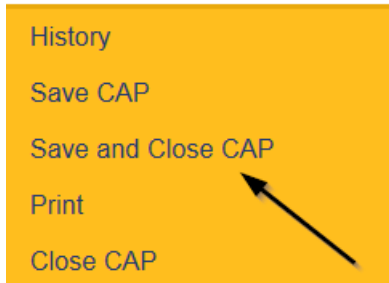 History
Save CAP
Save and Close CAP
Print
Close CAP